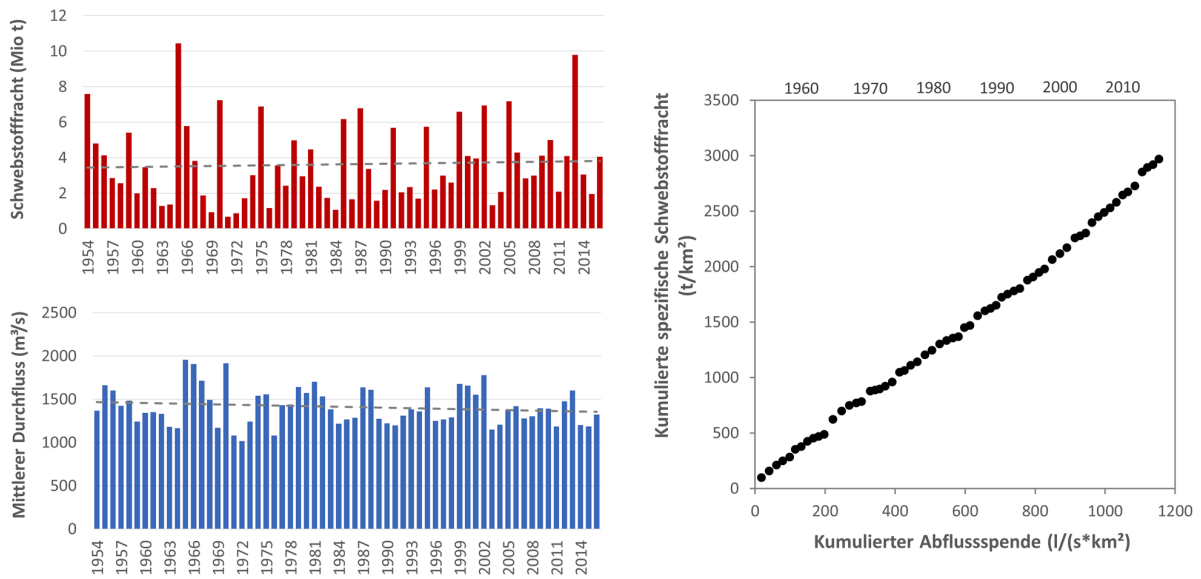 Schwebstofffracht (Mio t)
12
10
8
6
4
2
0
1954 1957 1960 1963 1966 1969 1972 1975 1978 1981 1984 1987 1990 1993 1996 1999 2002 2005 2008 2011 2014
Mittlerer Durchfluss (m³/s)
2500
2000
1500
1000
500
0
1954 1957 1960 1963 1966 1969 1972 1975 1978 1981 1984 1987 1990 1993 1996 1999 2002 2005 2008 2011 2014
1960 1970 1980 1990 2000 2010
Kumulierte spezifische Schwebstofffracht
(t/km²)
3500
3000
2500
2000
1500
1000
500
0
0 200 400 600 800 1000 1200
Kumulierter Abflussspende (l/(s*km²)